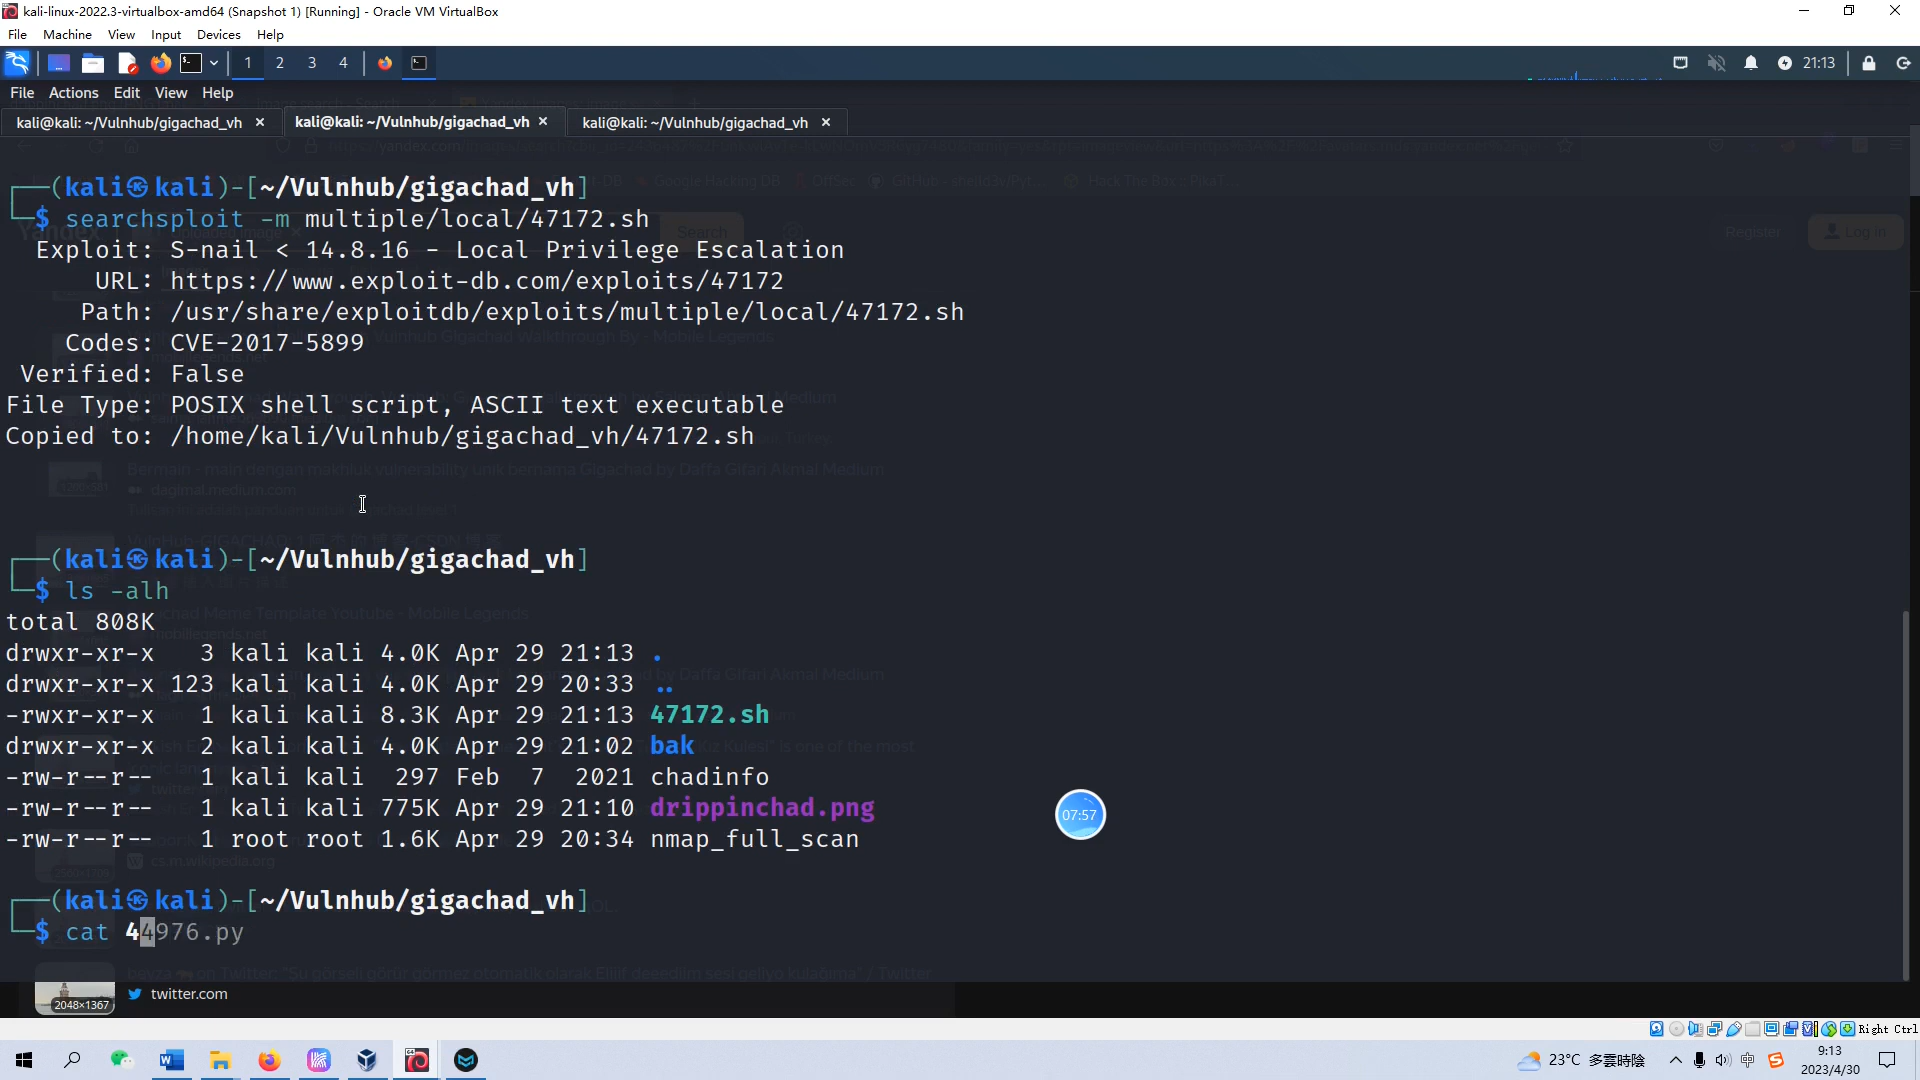 kali-linux-2022.3-virtualbox-amd64 (Snapshot 1) [Running] - Oracle VM VirtualBox
File Machine View Input Devices Help
1 2 3 4 21:13
File Actions Edit View Help
kali@kali: ~/Vulnhub/gigachad_vh × kali@kali: ~/Vulnhub/gigachad_vh × kali@kali: ~/Vulnhub/gigachad_vh ×
(kali㉿kali)-[~/Vulnhub/gigachad_vh]
$ searchsploit -m multiple/local/47172.sh
Exploit: S-nail < 14.8.16 - Local Privilege Escalation
URL: https://www.exploit-db.com/exploits/47172
Path: /usr/share/exploitdb/exploits/multiple/local/47172.sh
Codes: CVE-2017-5899
Verified: False
File Type: POSIX shell script, ASCII text executable
Copied to: /home/kali/Vulnhub/gigachad_vh/47172.sh
(kali㉿kali)-[~/Vulnhub/gigachad_vh]
$ ls -alh
total 808K
drwxr-xr-x 3 kali kali 4.0K Apr 29 21:13 .
drwxr-xr-x 123 kali kali 4.0K Apr 29 20:33 ..
-rwxr-xr-x 1 kali kali 8.3K Apr 29 21:13 47172.sh
drwxr-xr-x 2 kali kali 4.0K Apr 29 21:02 bak
-rw-r--r-- 1 kali kali 297 Feb 7 2021 chadinfo
-rw-r--r-- 1 kali kali 775K Apr 29 21:10 drippinchad.png
-rw-r--r-- 1 root root 1.6K Apr 29 20:34 nmap_full_scan
07:57
(kali㉿kali)-[~/Vulnhub/gigachad_vh]
$ cat 44976.py
2048×1367 twitter.com
Right Ctrl
23°C 多雲時陰 中 9:13
2023/4/30